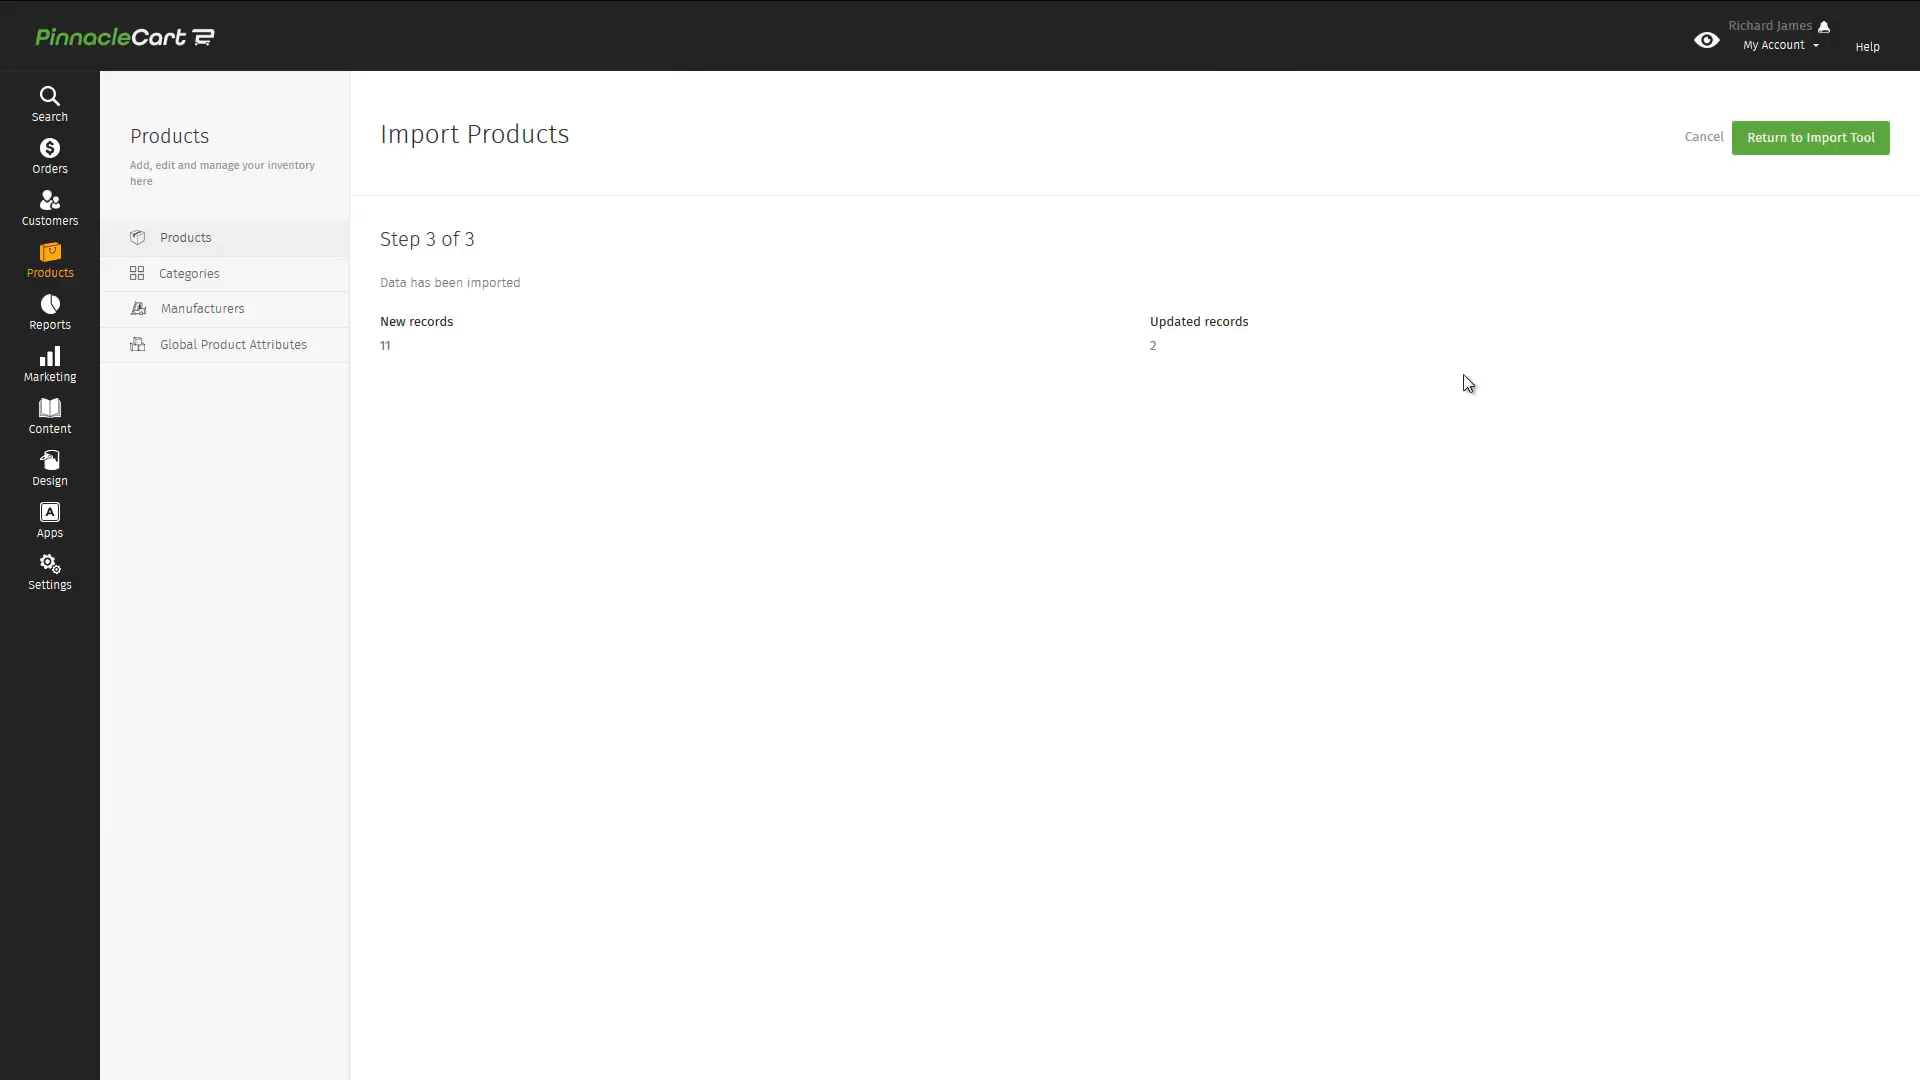 PinnacleCart
Richard James
My Account
Help
Search
Orders
Customers
Products
Reports
Marketing
Content
Design
Apps
Settings
Products
Add, edit and manage your inventory
here
Products
Categories
Manufacturers
Global Product Attributes
Import Products
Cancel
Return to Import Tool
Step 3 of 3
Data has been imported
New records
11
Updated records
2